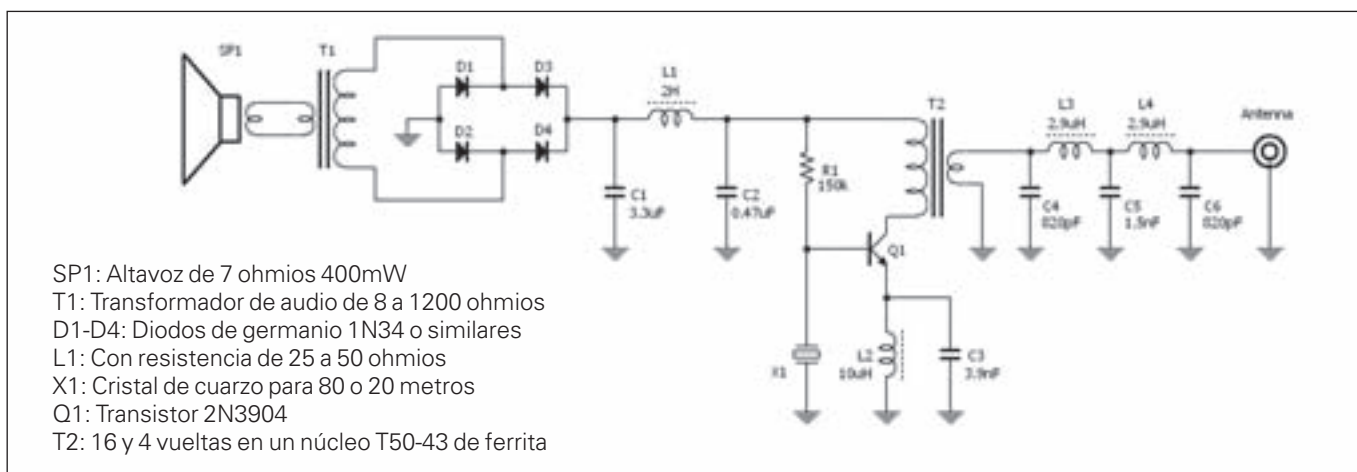 SP1
T1
D1
D3
D2
D4
L1
2H
C1
3.3uF
C2
0.47uF
R1
150k
T2
Q1
X1
L2
10uH
C3
3.9nF
L3
2.9uH
L4
2.9uH
C4
820pF
C5
1.5nF
C6
820pF
Antenna
SP1: Altavoz de 7 ohmios 400mW
T1: Transformador de audio de 8 a 1200 ohmios
D1-D4: Diodos de germanio 1N34 o similares
L1: Con resistencia de 25 a 50 ohmios
X1: Cristal de cuarzo para 80 o 20 metros
Q1: Transistor 2N3904
T2: 16 y 4 vueltas en un núcleo T50-43 de ferrita